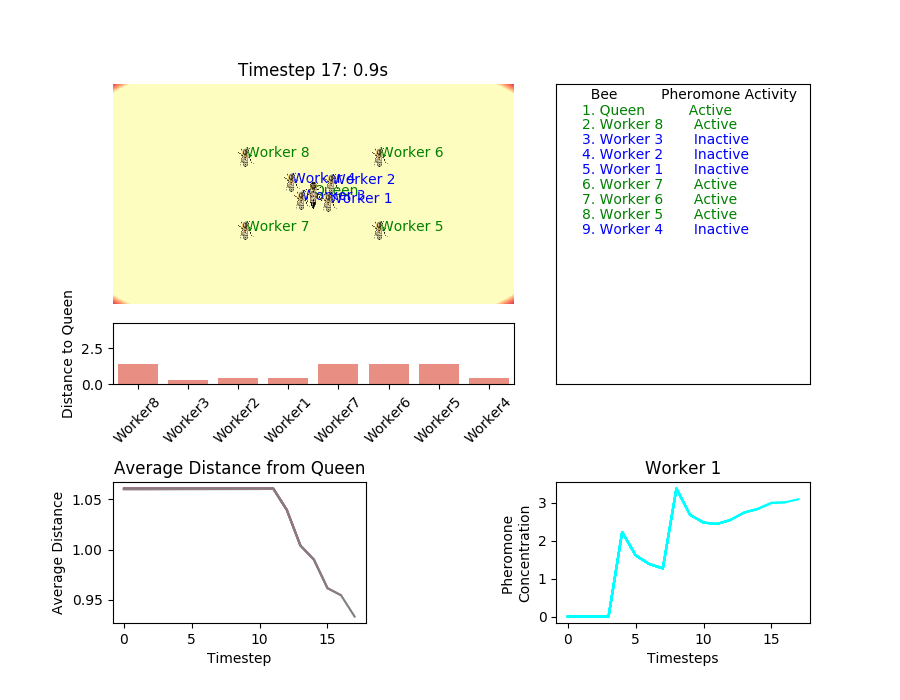 Timestep 17: 0.9s
Bee Pheromone Activity
1. Queen Active
2. Worker 8 Active
3. Worker 3 Inactive
4. Worker 2 Inactive
5. Worker 1 Inactive
6. Worker 7 Active
7. Worker 6 Active
8. Worker 5 Active
9. Worker 4 Inactive
Worker 8
Worker 6
Worker 4
Worker 2
Queen
Worker 3
Worker 1
Worker 7
Worker 5
Distance to Queen
2.5
0.0
Worker8
Worker3
Worker2
Worker1
Worker7
Worker6
Worker5
Worker4
Average Distance from Queen
Average Distance
1.05
1.00
0.95
0 5 10 15
Timestep
Worker 1
Pheromone
Concentration
3
2
1
0
0 5 10 15
Timesteps